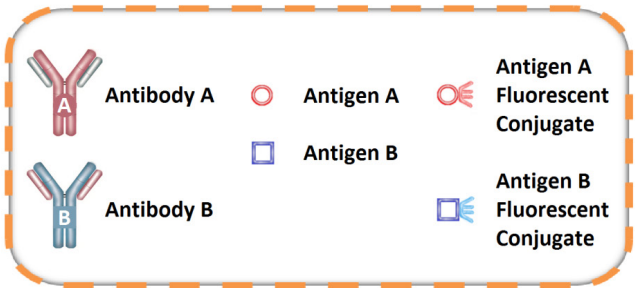 A
Antibody A
Antigen A
Antigen A
Fluorescent
Conjugate
Antigen B
B
Antibody B
Antigen B
Fluorescent
Conjugate